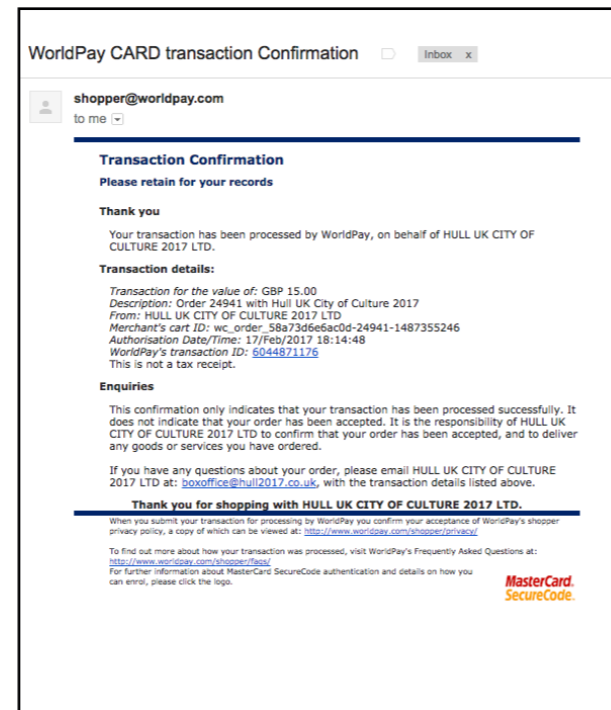 WorldPay CARD transaction Confirmation
Inbox x
shopper@worldpay.com
to me
Transaction Confirmation
Please retain for your records
Thank you
Your transaction has been processed by WorldPay, on behalf of HULL UK CITY OF
CULTURE 2017 LTD.
Transaction details:
Transaction for the value of: GBP 15.00
Description: Order 24941 with Hull UK City of Culture 2017
From: HULL UK CITY OF CULTURE 2017 LTD
Merchant's cart ID: wc_order_58a73d6e6ac0d-24941-1487355246
Authorisation Date/Time: 17/Feb/2017 18:14:48
WorldPay's transaction ID: 6044871176
This is not a tax receipt.
Enquiries
This confirmation only indicates that your transaction has been processed successfully. It
does not indicate that your order has been accepted. It is the responsibility of HULL UK
CITY OF CULTURE 2017 LTD to confirm that your order has been accepted, and to deliver
any goods or services you have ordered.
If you have any questions about your order, please email HULL UK CITY OF CULTURE
2017 LTD at: boxoffice@hull2017.co.uk, with the transaction details listed above.
Thank you for shopping with HULL UK CITY OF CULTURE 2017 LTD.
When you submit your transaction for processing by WorldPay you confirm your acceptance of WorldPay's shopper
privacy policy, a copy of which can be viewed at: http://www.worldpay.com/shopper/privacy/
To find out more about how your transaction was processed, visit WorldPay's Frequently Asked Questions at:
http://www.worldpay.com/shopper/faqs/
For further information about MasterCard SecureCode authentication and details on how you
can enrol, please click the logo.
MasterCard.
SecureCode.